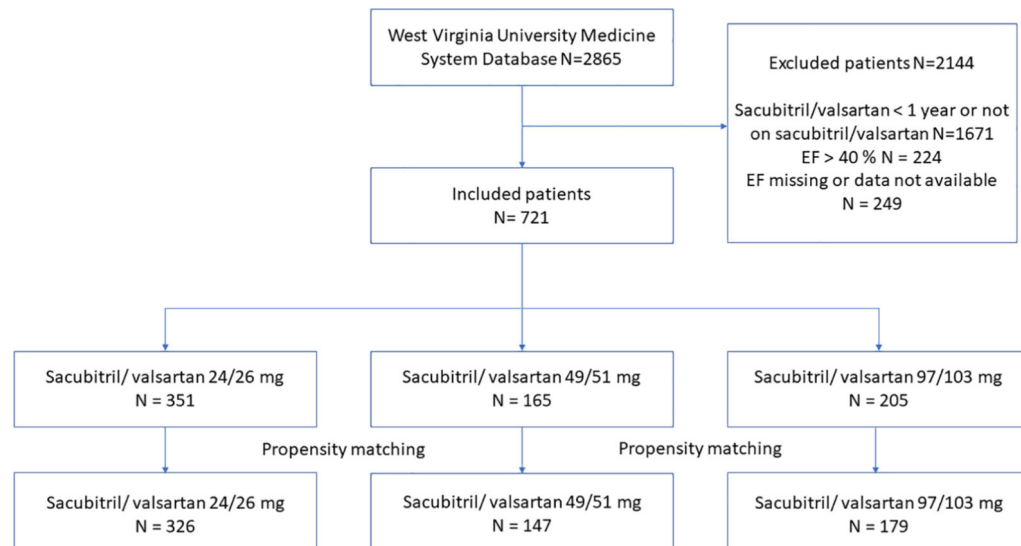 West Virginia University Medicine
System Database N=2865
Excluded patients N=2144
Sacubitril/valsartan < 1 year or not
on sacubitril/valsartan N=1671
EF > 40 % N = 224
EF missing or data not available
N = 249
Included patients
N= 721
Sacubitril/ valsartan 24/26 mg
N = 351
Sacubitril/ valsartan 49/51 mg
N = 165
Sacubitril/ valsartan 97/103 mg
N = 205
Propensity matching
Propensity matching
Sacubitril/ valsartan 24/26 mg
N = 326
Sacubitril/ valsartan 49/51 mg
N = 147
Sacubitril/ valsartan 97/103 mg
N = 179